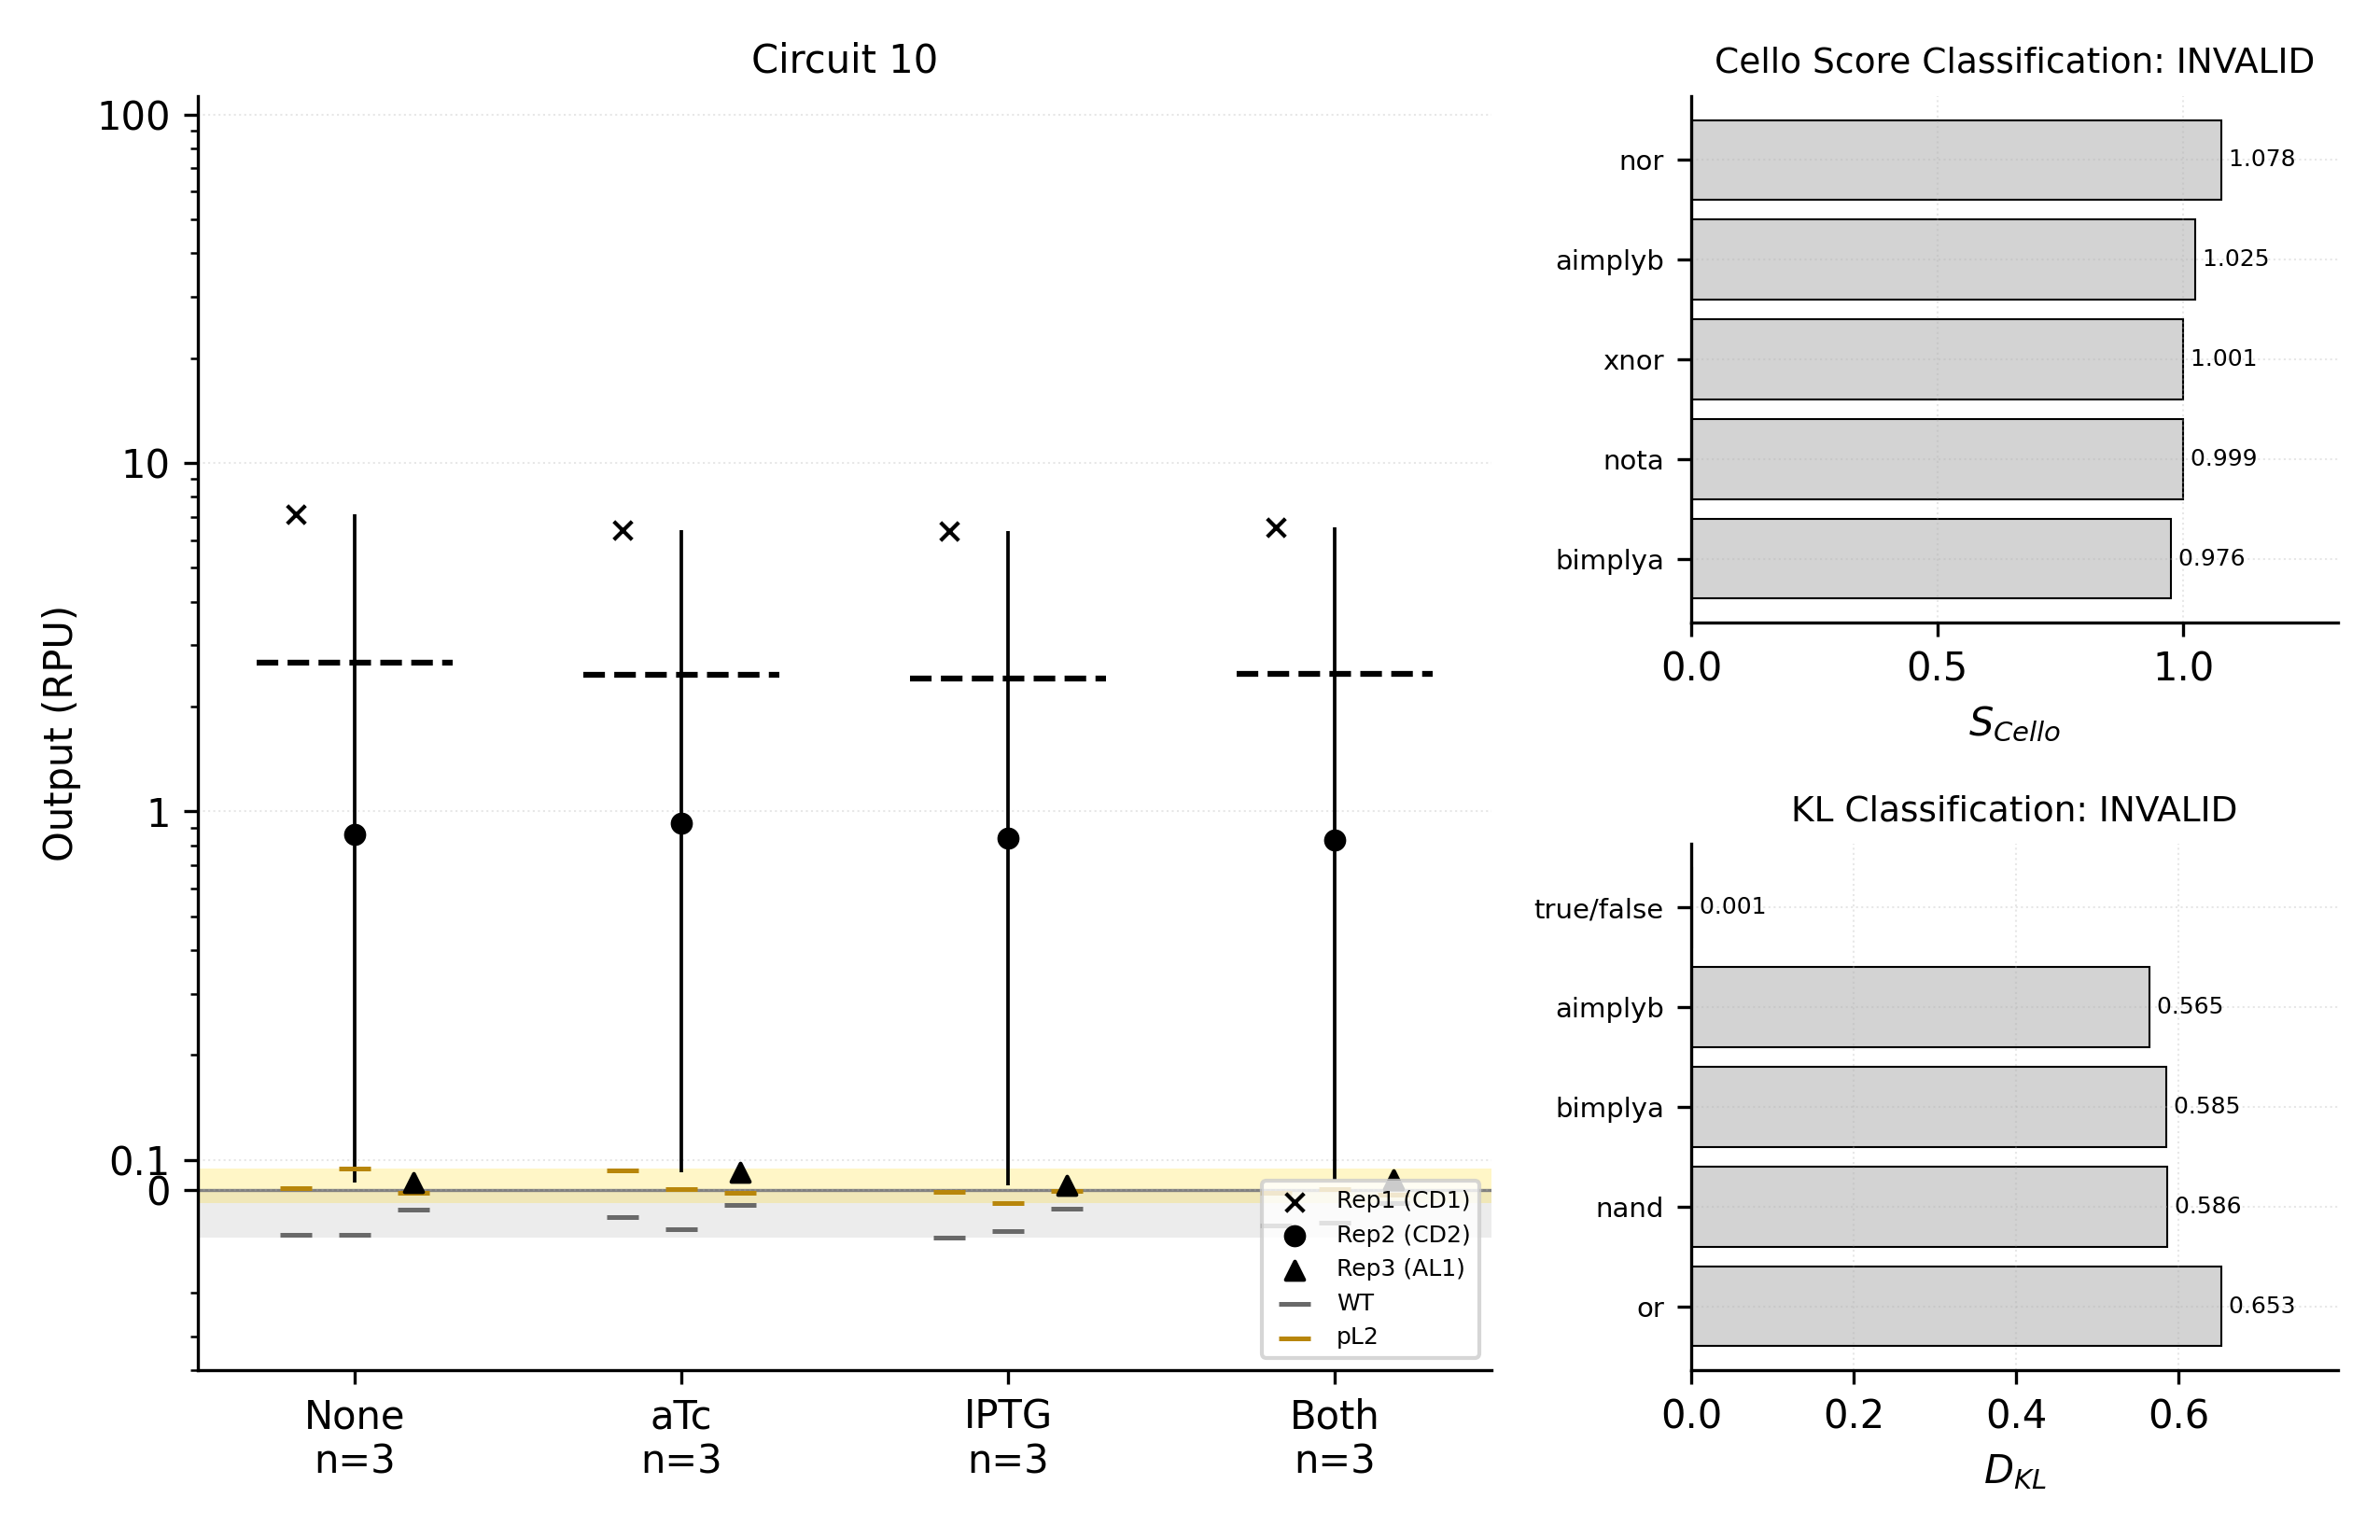 Circuit 10
Output (RPU)
100
10
1
0.1
0
None
n=3
aTc
n=3
IPTG
n=3
Both
n=3
Rep1 (CD1)
Rep2 (CD2)
Rep3 (AL1)
WT
pL2
Cello Score Classification: INVALID
nor
1.078
aimplyb
1.025
xnor
1.001
nota
0.999
bimplya
0.976
0.0
0.5
1.0
S_Cello
KL Classification: INVALID
true/false
0.001
aimplyb
0.565
bimplya
0.585
nand
0.586
or
0.653
0.0
0.2
0.4
0.6
D_KL